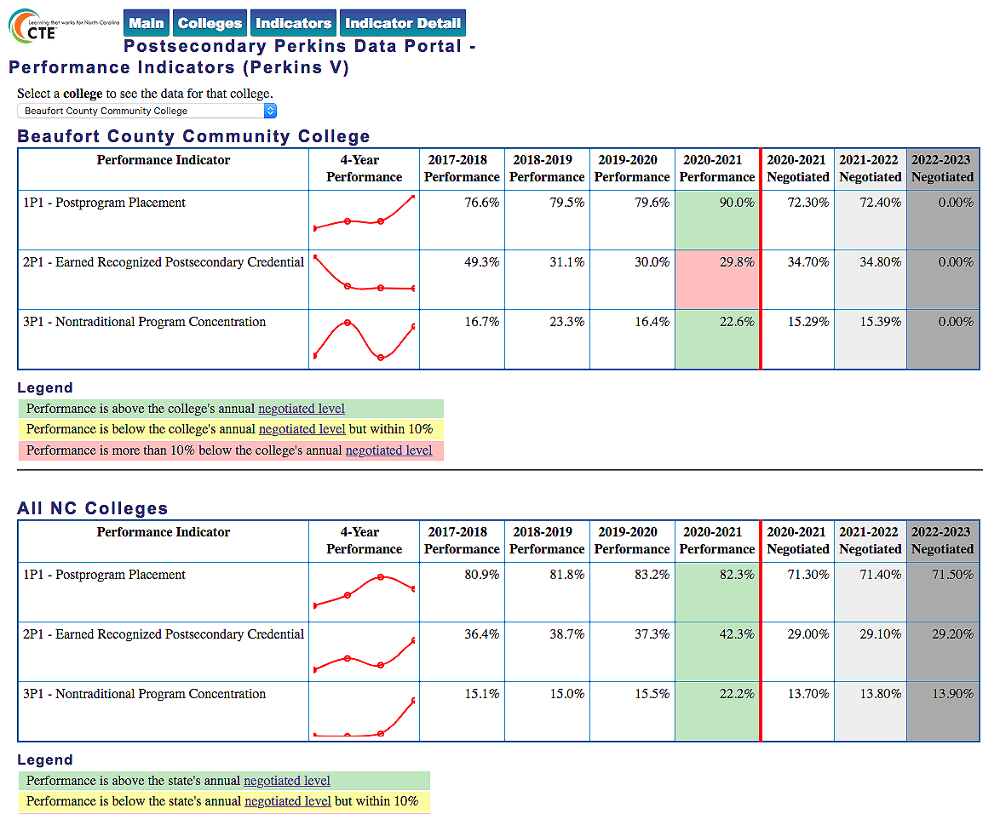 Learning that works for North Carolina
CTE™
Main Colleges Indicators Indicator Detail
Postsecondary Perkins Data Portal -
Performance Indicators (Perkins V)
Select a college to see the data for that college.
Beaufort County Community College
Beaufort County Community College
Performance Indicator 4-Year 2017-2018 2018-2019 2019-2020 2020-2021 2020-2021 2021-2022 2022-2023
Performance Performance Performance Performance Performance Negotiated Negotiated Negotiated
1P1 - Postprogram Placement 76.6% 79.5% 79.6% 90.0% 72.30% 72.40% 0.00%
2P1 - Earned Recognized Postsecondary Credential 49.3% 31.1% 30.0% 29.8% 34.70% 34.80% 0.00%
3P1 - Nontraditional Program Concentration 16.7% 23.3% 16.4% 22.6% 15.29% 15.39% 0.00%
Legend
Performance is above the college's annual negotiated level
Performance is below the college's annual negotiated level but within 10%
Performance is more than 10% below the college's annual negotiated level
All NC Colleges
Performance Indicator 4-Year 2017-2018 2018-2019 2019-2020 2020-2021 2020-2021 2021-2022 2022-2023
Performance Performance Performance Performance Performance Negotiated Negotiated Negotiated
1P1 - Postprogram Placement 80.9% 81.8% 83.2% 82.3% 71.30% 71.40% 71.50%
2P1 - Earned Recognized Postsecondary Credential 36.4% 38.7% 37.3% 42.3% 29.00% 29.10% 29.20%
3P1 - Nontraditional Program Concentration 15.1% 15.0% 15.5% 22.2% 13.70% 13.80% 13.90%
Legend
Performance is above the state's annual negotiated level
Performance is below the state's annual negotiated level but within 10%